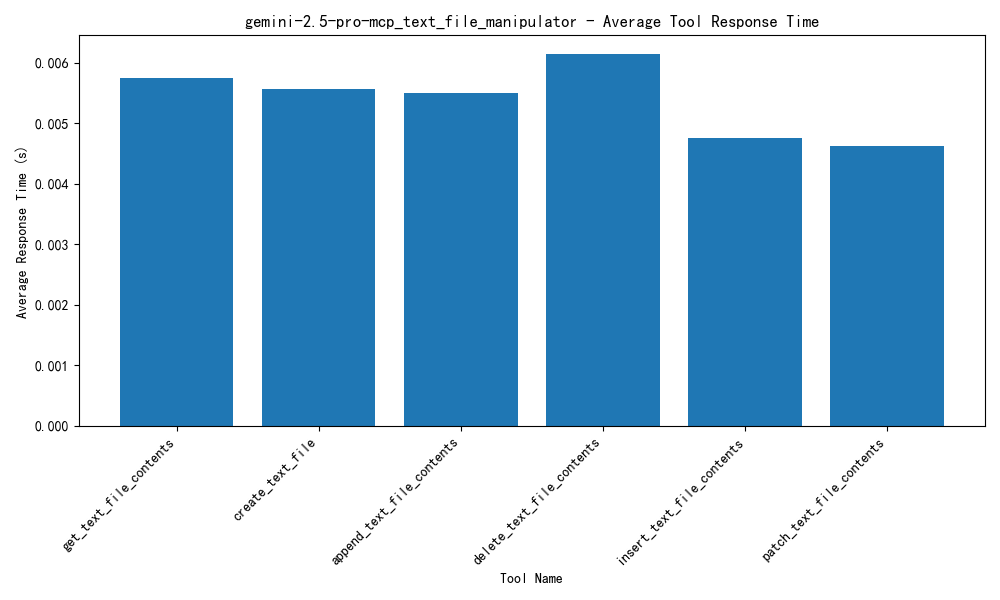 gemini-2.5-pro-mcp_text_file_manipulator - Average Tool Response Time
Average Response Time (s)
0.006
0.005
0.004
0.003
0.002
0.001
0.000
get_text_file_contents
create_text_file
append_text_file_contents
delete_text_file_contents
insert_text_file_contents
patch_text_file_contents
Tool Name